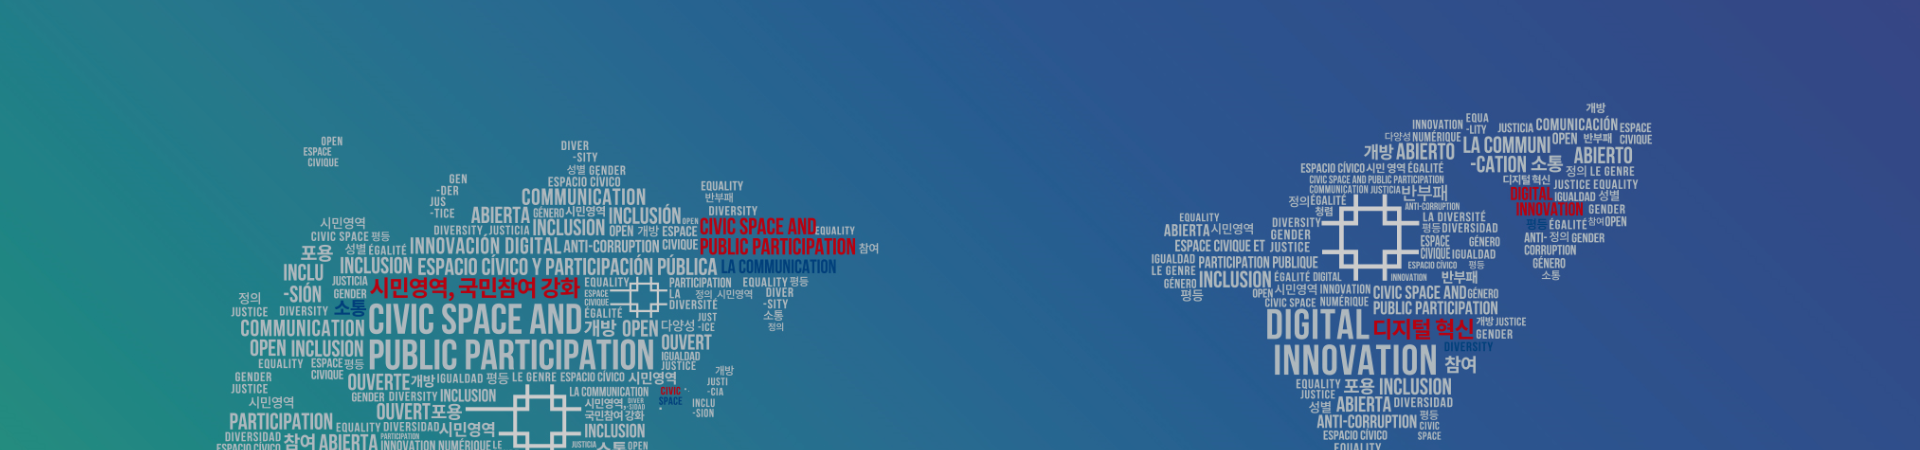 OPEN
ESPACE
CIVIQUE
DIVER
-SITY
성별 GENDER
ESPACIO CÍVICO
GEN
-DER
JUS
-TICE
COMMUNICATION
EQUALITY
반부패
DIVERSITY
ABIERTA GÉNERO 시민영역 INCLUSIÓN OPEN CIVIC SPACE AND EQUALITY
DIVERSITY, JUSTICIA INCLUSION OPEN 개방 ESPACE
시민영역
CIVIC SPACE 평등
포용 성별 ÉGALITÉ INNOVACIÓN DIGITAL ANTI-CORRUPTION CIVIQUE PUBLIC PARTICIPATION 참여
INCLU
-SIÓN
INCLUSIÓN ESPACIO CÍVICO Y PARTICIPACIÓN PÚBLICA LA COMMUNICATION
JUSTICIA
GENDER
시민영역, 국민참여 강화 EQUALITY
ESPACE
CIVIQUE
ÉGALITÉ
PARTICIPATION EQUALITY 평등
LA 정의 시민영역 DIVER
DIVERSITÉ -SITY
소통
정의
JUST
-ICE
정의
JUSTICE DIVERSITY 소통
CIVIC SPACE AND 개방 OPEN 다양성
COMMUNICATION
PUBLIC PARTICIPATION OUVERT
OPEN INCLUSION
IGUALDAD
JUSTICE
EQUALITY ESPACE 평등
CIVIQUE
GENDER
JUSTICE
OUVERTE 개방 IGUALDAD 평등 LE GENRE ESPACIO CÍVICO 시민영역
개방
JUSTI
-CIA
GENDER DIVERSITY INCLUSION
LA COMMUNICATION CIVIC
SPACE
INCLU
-SION
시민영역
OUVERT 포용
시민영역, DIVER
-SIDAD
국민참여 강화
PARTICIPATION EQUALITY DIVERSIDAD 시민영역 INCLUSION
DIVERSIDAD 참여 ABIERTA PARTICIPATION
INNOVATION NUMÉRIQUE LE
JUSTICIA 소통 OPEN
ESPACIO CÍVICO
개방
INNOVATION EQUA
-LITY
JUSTICIA COMUNICACIÓN ESPACE
CIVIQUE
다양성 NUMÉRIQUE
개방 ABIERTO LA COMMUNI
-CATION 소통
OPEN 반부패
ABIERTO
ESPACIO CÍVICO 시민 영역 ÉGALITÉ
정의 LE GENRE
CIVIC SPACE AND PUBLIC PARTICIPATION
디지털 혁신 JUSTICE EQUALITY
COMMUNICATION JUSTICIA 반부패
DIGITAL IGUALDAD 성별
정의 ÉGALITÉ
청렴
ANTI-CORRUPTION
INNOVATION GENDER
EQUALITY
ABIERTA 시민영역
DIVERSITY
GENDER
LA DIVERSITÉ
평등 DIVERSIDAD
평등 ÉGALITÉ 참여 OPEN
ANTI- 정의 GENDER
CORRUPTION
GÉNERO
소통
ESPACE CIVIQUE ET JUSTICE
ESPACE GÉNERO
CIVIQUE IGUALDAD
IGUALDAD PARTICIPATION PUBLIQUE
ESPACIO CÍVICO 평등
LE GENRE
GÉNERO INCLUSION ÉGALITÉ DIGITAL
INNOVATION 반부패
평등
OPEN 시민영역 INNOVATION CIVIC SPACE AND GÉNERO
CIVIC SPACE NUMÉRIQUE PUBLIC PARTICIPATION
DIGITAL 디지털 혁신 개방 JUSTICE
GENDER
DIVERSITY
INNOVATION 참여
EQUALITY 포용 INCLUSION
JUSTICE
성별 ABIERTA DIVERSIDAD
ANTI-CORRUPTION 평등
CIVIC
SPACE
ESPACIO CÍVICO
EQUALITY